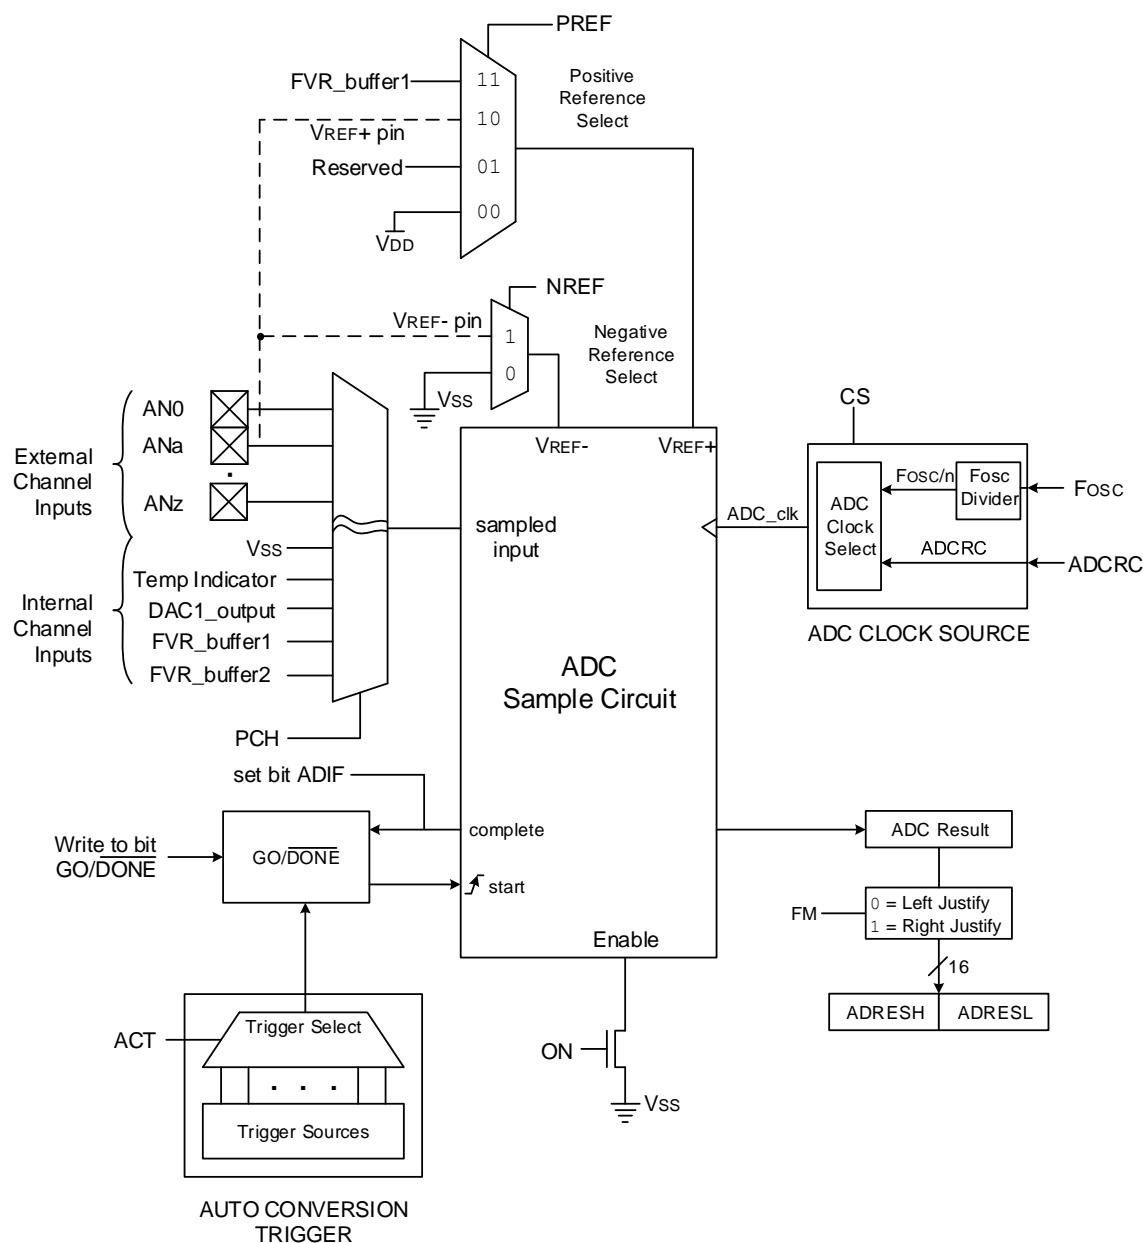 PREF
FVR_buffer1
11
Positive
Reference
Select
10
VREF+ pin
Reserved
01
00
VDD
NREF
VREF- pin
1
Negative
Reference
Select
0
VSS
AN0
ANa
.
ANz
External
Channel
Inputs
VREF-
VREF+
CS
FOSC/n
Fosc
Divider
FOSC
ADC
Clock
Select
ADCRC
ADCRC
ADC_clk
ADC CLOCK SOURCE
sampled
input
VSS
Temp Indicator
DAC1_output
FVR_buffer1
FVR_buffer2
Internal
Channel
Inputs
ADC
Sample Circuit
PCH
set bit ADIF
complete
Write to bit
GO/DONE
GO/DONE
start
ADC Result
FM
0 = Left Justify
1 = Right Justify
16
ADRESH
ADRESL
Enable
ON
VSS
ACT
Trigger Select
. . .
Trigger Sources
AUTO CONVERSION
TRIGGER